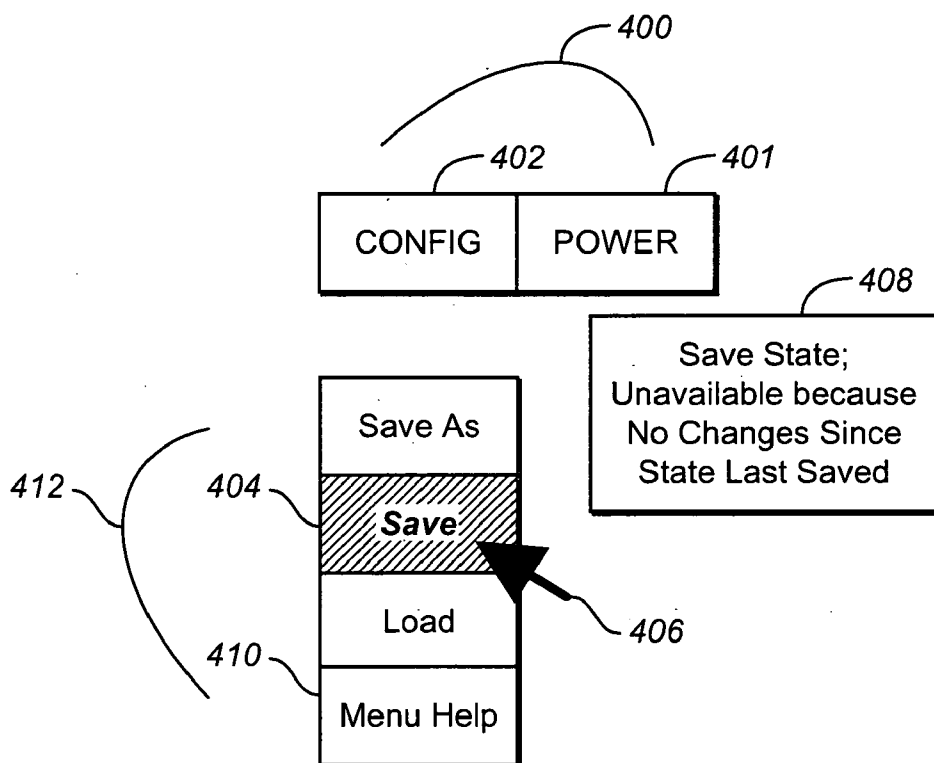 400
402
401
CONFIG
POWER
408
Save State;
Unavailable because
No Changes Since
State Last Saved
Save As
412
404
Save
Load
406
410
Menu Help